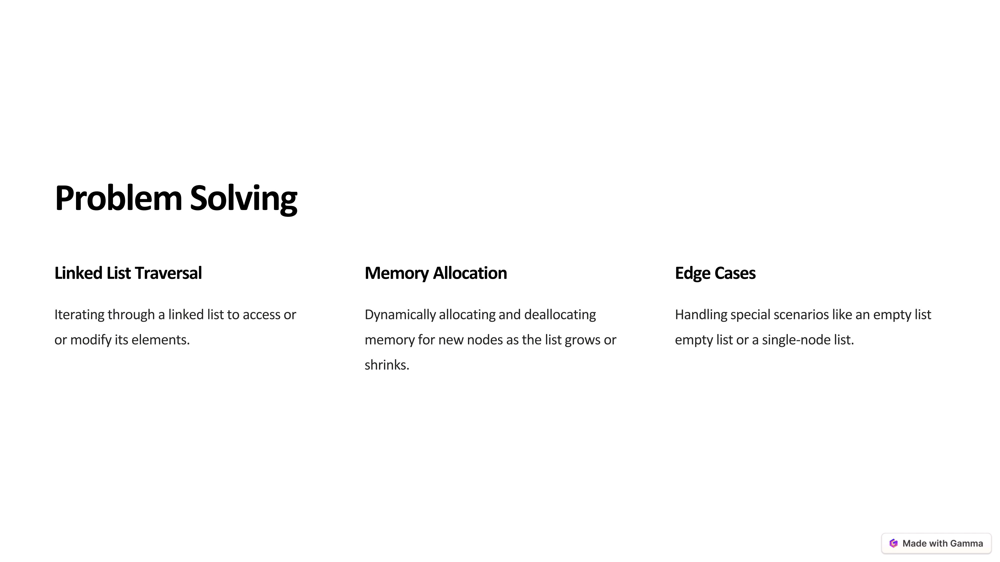 Problem Solving
Linked List Traversal
Iterating through a linked list to access or
or modify its elements.
Memory Allocation
Dynamically allocating and deallocating
memory for new nodes as the list grows or
shrinks.
Edge Cases
Handling special scenarios like an empty list
empty list or a single-node list.
Made with Gamma